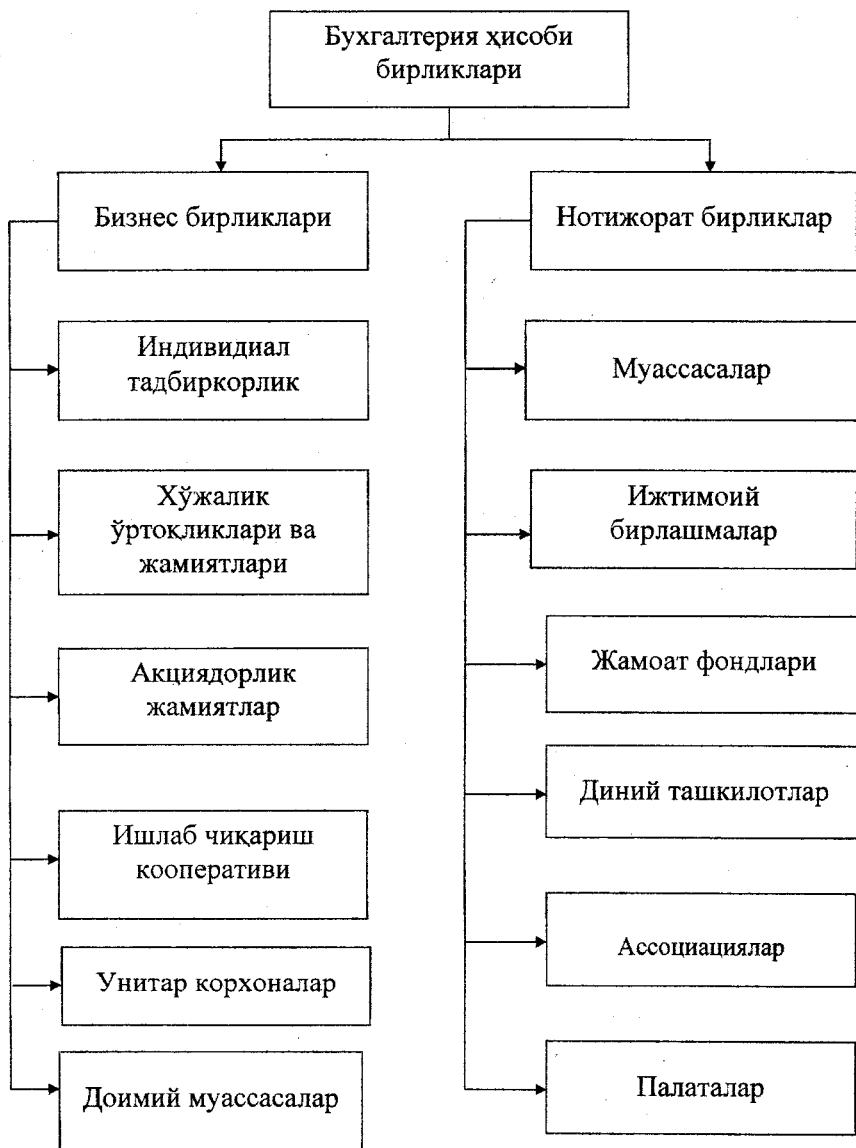 Бухгалтерия ҳисоби
бирликлари
Бизнес бирликлари
Нотижорат бирликлар
Индивидиал
тадбиркорлик
Муассасалар
Хўжалик
ўртоқликлари ва
жамиятлари
Ижтимоий
бирлашмалар
Акциядорлик
жамиятлар
Жамоат фондлари
Ишлаб чиқариш
кооперативи
Диний ташкилотлар
Унитар корхоналар
Ассоциациялар
Доимий муассасалар
Палаталар